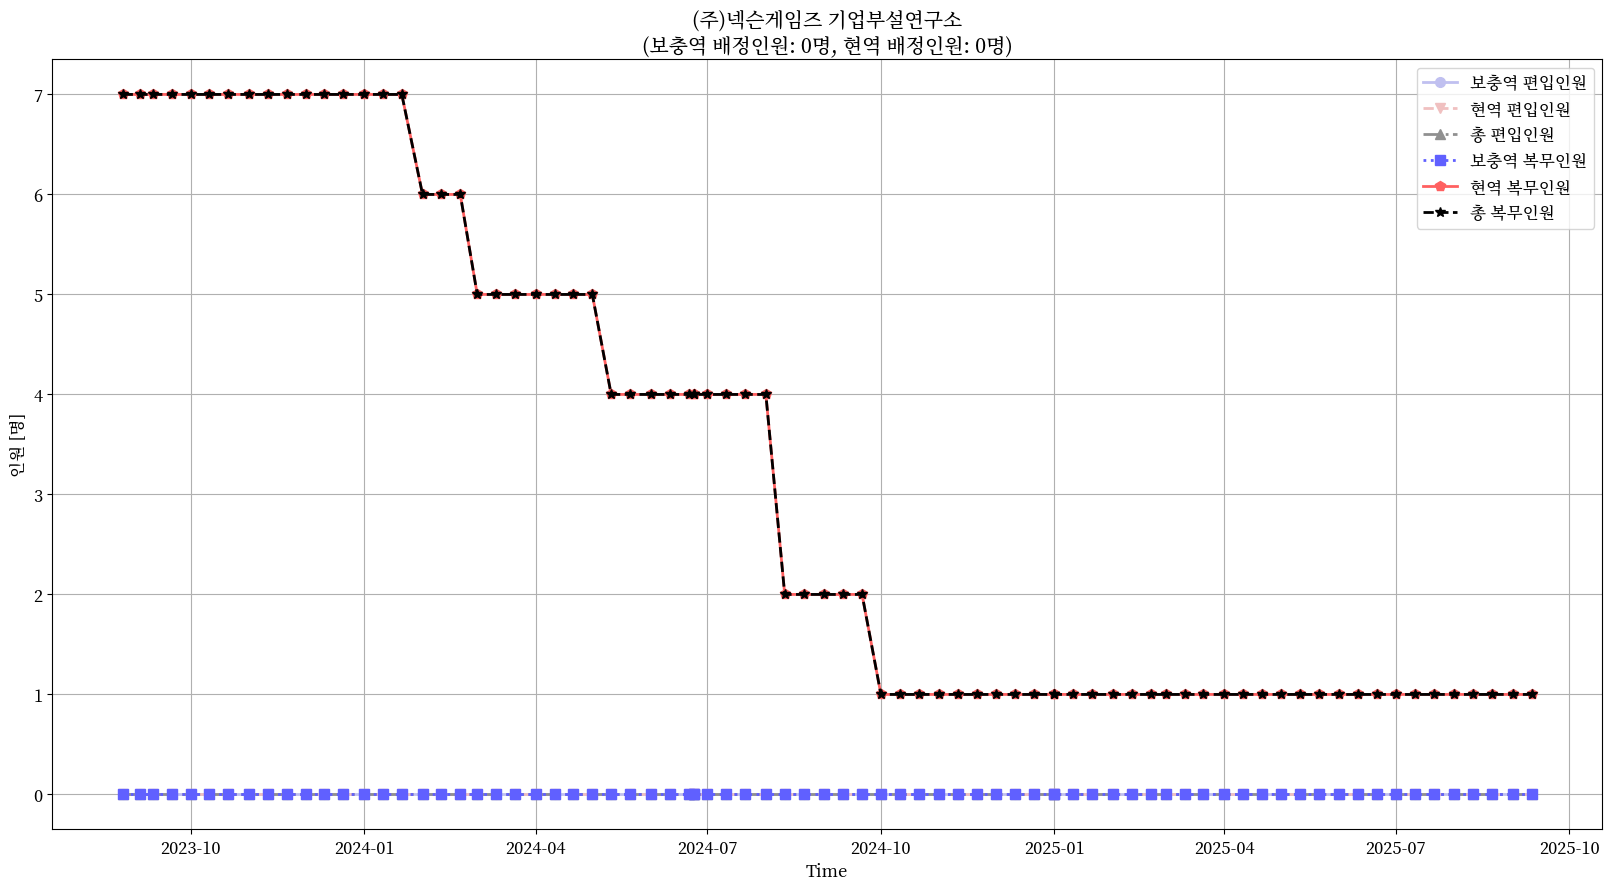 (주)넥슨게임즈 기업부설연구소
(보충역 배정인원: 0명, 현역 배정인원: 0명)
보충역 편입인원
현역 편입인원
총 편입인원
보충역 복무인원
현역 복무인원
총 복무인원
인원 [명]
7
6
5
4
3
2
1
0
2023-10
2024-01
2024-04
2024-07
2024-10
2025-01
2025-04
2025-07
2025-10
Time